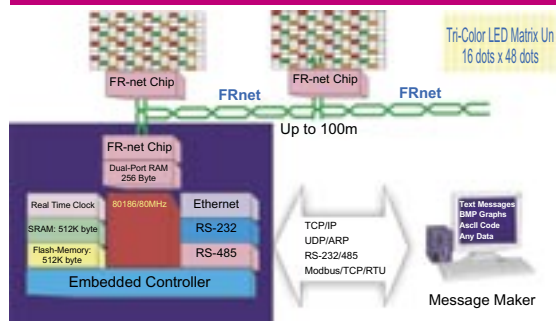 Tri-Color LED Matrix Un
16 dots x 48 dots
FR-net Chip
FR-net Chip
FRnet
FRnet
Up to 100m
FR-net Chip
Dual-Port RAM
256 Byte
Real Time Clock
80186/80MHz
Ethernet
SRAM: 512K byte
RS-232
Flash-Memory:
512K byte
RS-485
Embedded Controller
TCP/IP
UDP/ARP
RS-232/485
Modbus/TCP/RTU
Text Messages
BMP Graphs
Ascll Code
Any Data
Message Maker